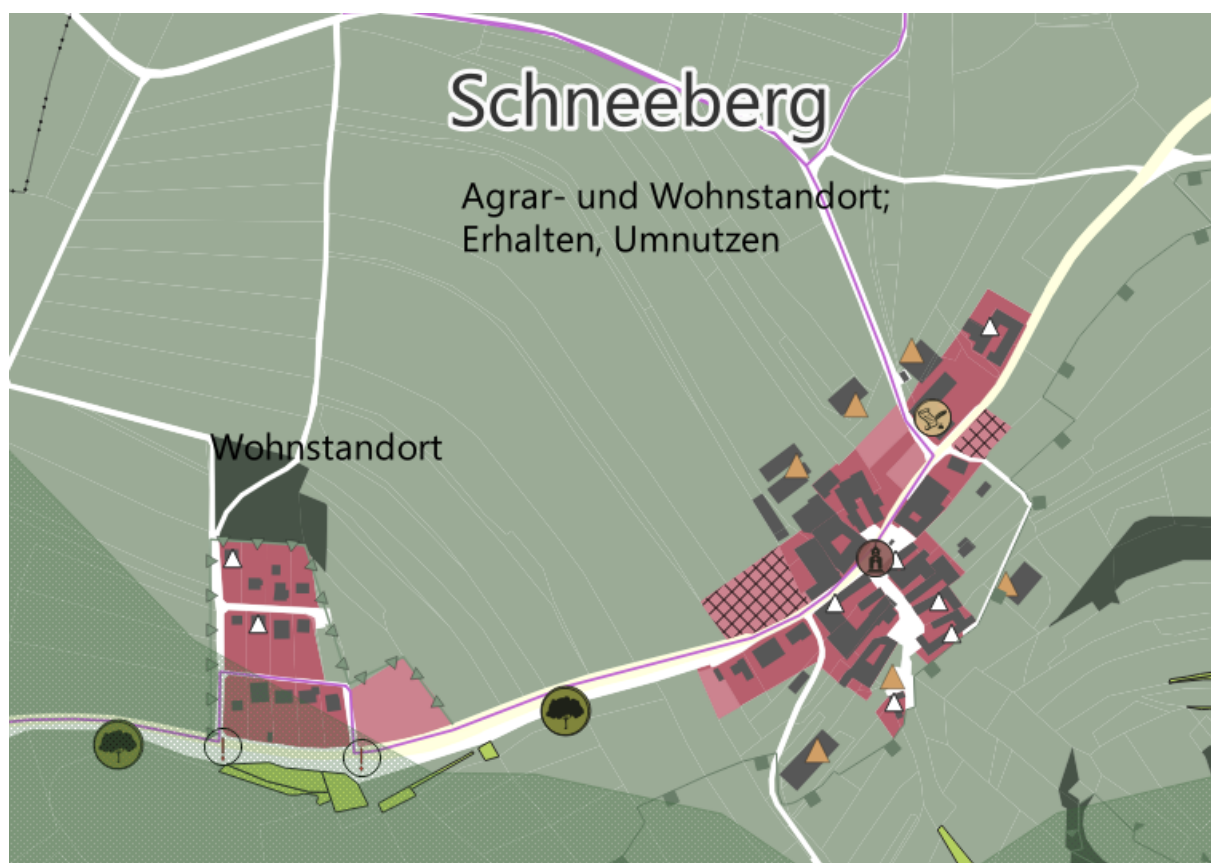 Schneeberg
Agrar- und Wohnstandort;
Erhalten, Umnutzen
Wohnstandort